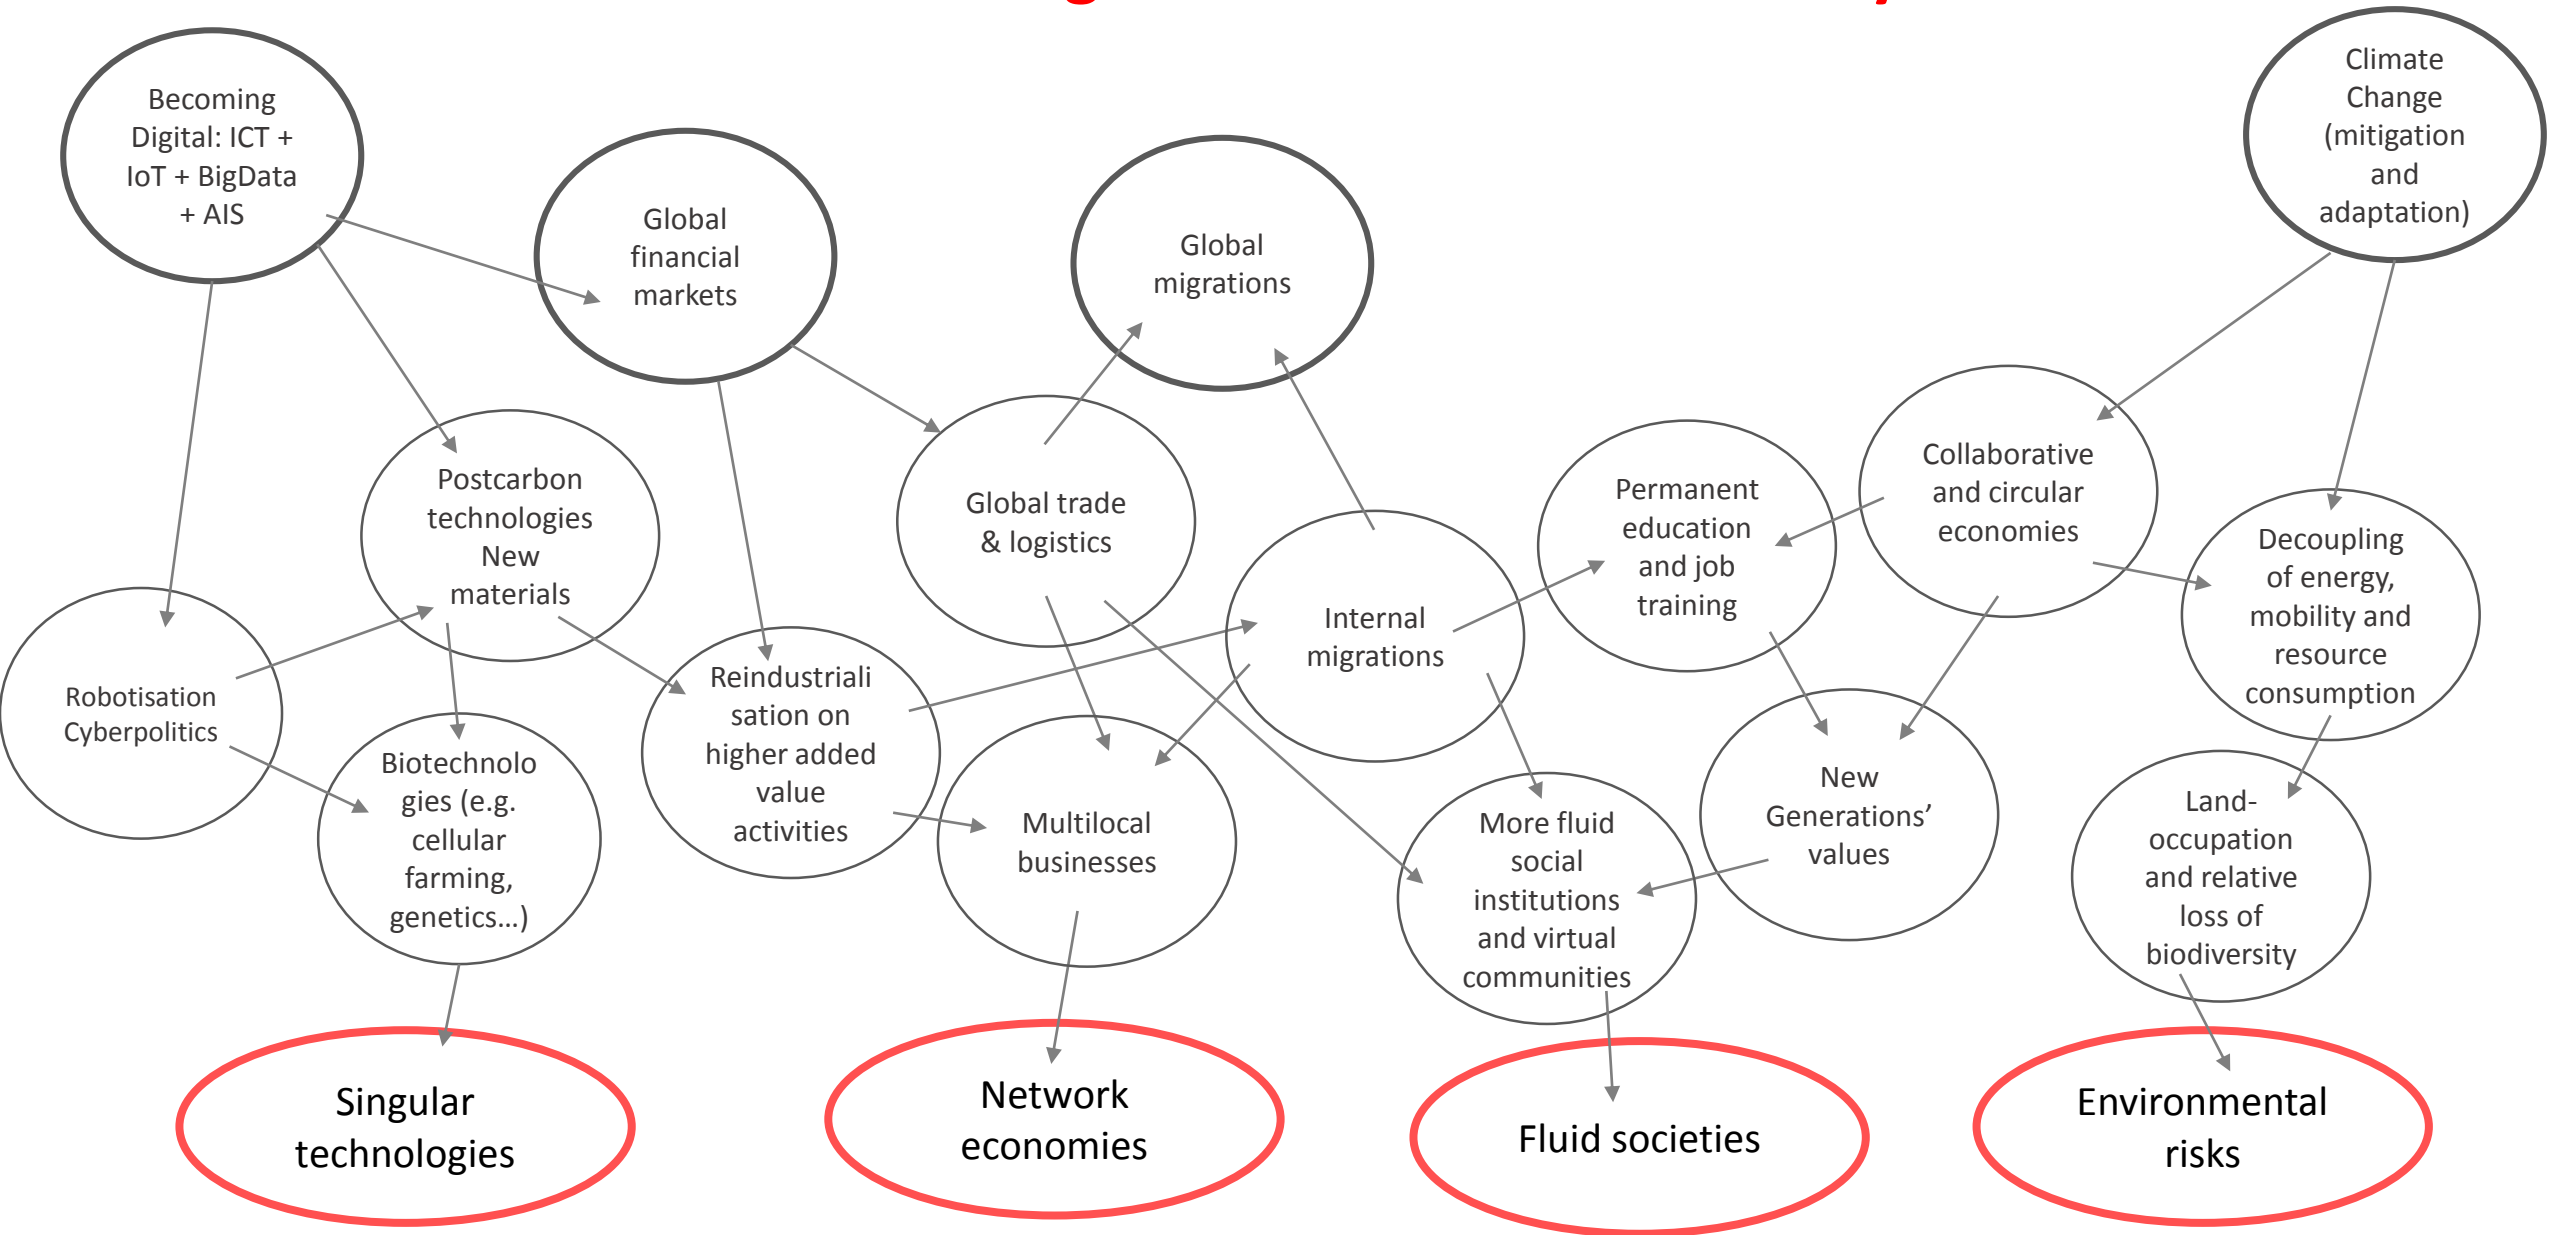 Becoming
Digital: ICT +
IoT + BigData
+ AIS
Global
financial
markets
Global
migrations
Climate
Change
(mitigation
and
adaptation)
Postcarbon
technologies
New
materials
Global trade
& logistics
Permanent
education
and job
training
Collaborative
and circular
economies
Decoupling
of energy,
mobility and
resource
consumption
Robotisation
Cyberpolitics
Reindustriali
sation on
higher added
value
activities
Internal
migrations
Biotechnolo
gies (e.g.
cellular
farming,
genetics...)
Multilocal
businesses
More fluid
social
institutions
and virtual
communities
New
Generations’
values
Land-
occupation
and relative
loss of
biodiversity
Singular
technologies
Network
economies
Fluid societies
Environmental
risks